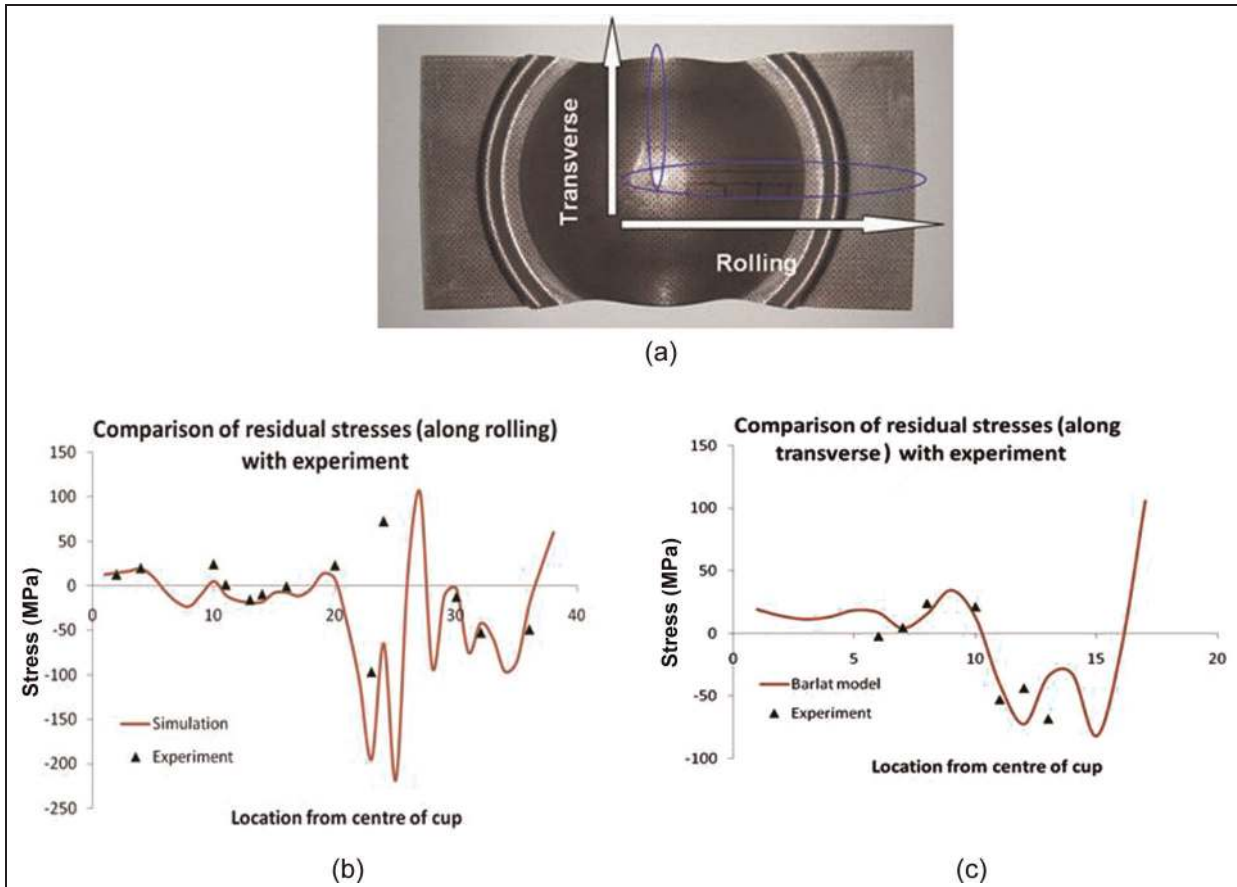 Transverse
Rolling
(a)
Comparison of residual stresses (along rolling)
with experiment
150
100
50
0
-50
-100
-150
-200
-250
0
10
20
30
40
Stress (MPa)
Simulation
Experiment
Location from centre of cup
(b)
Comparison of residual stresses (along
transverse) with experiment
150
100
50
0
-50
-100
0
5
10
15
20
Stress (MPa)
Barlat model
Experiment
Location from centre of cup
(c)